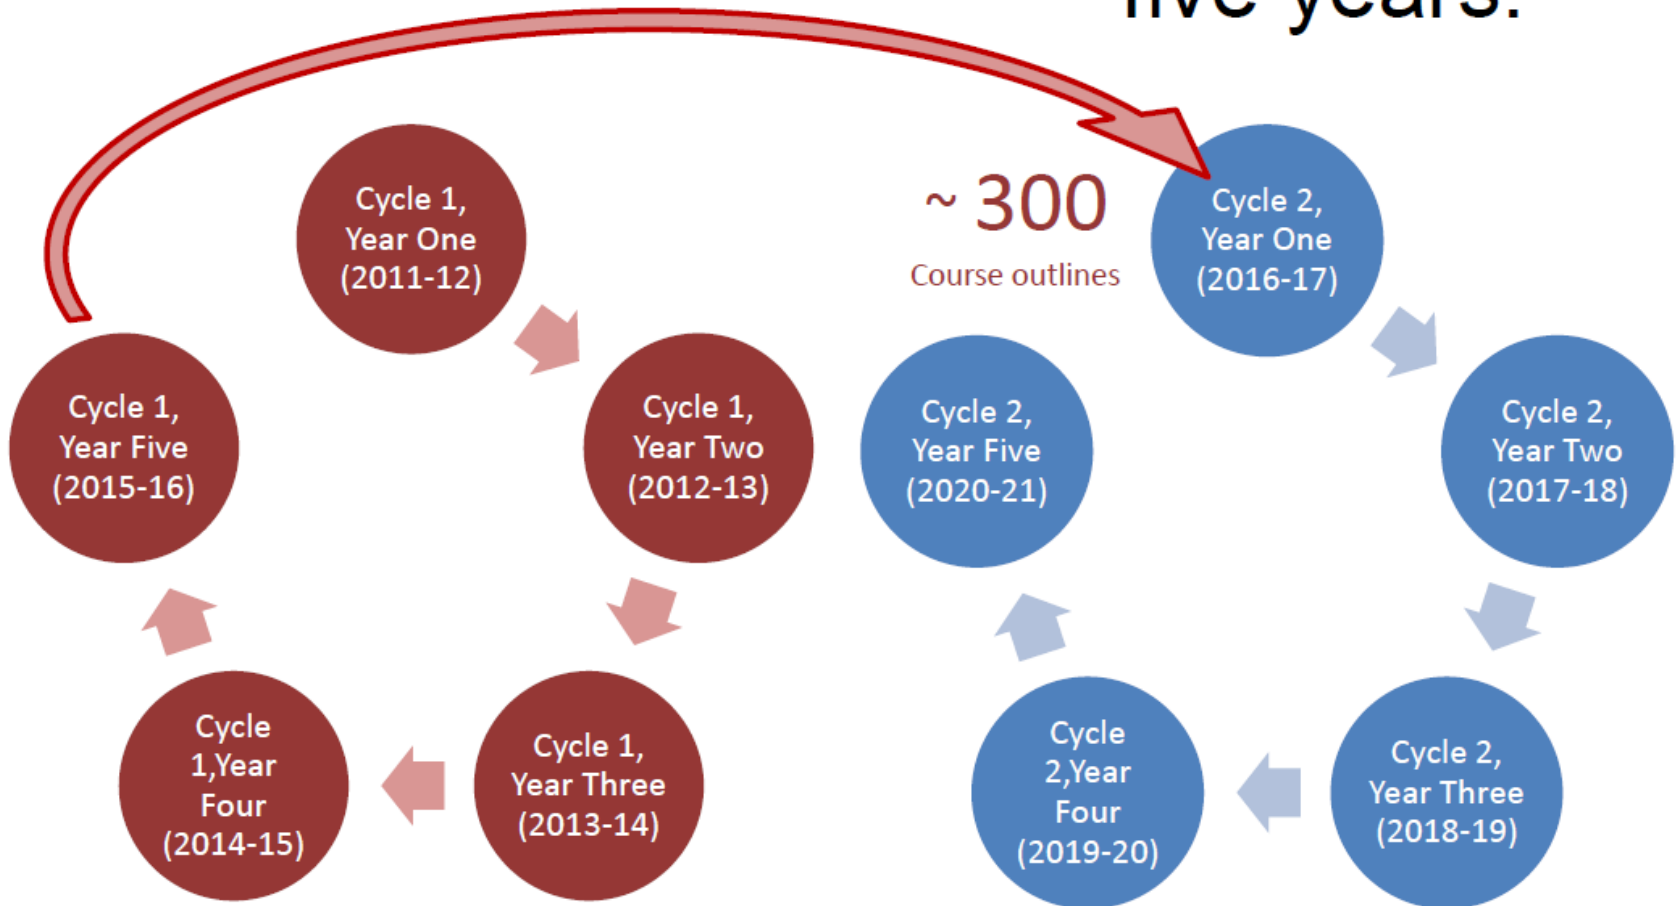 five years.
Cycle 1,
Year One
(2011-12)
Cycle 1,
Year Two
(2012-13)
Cycle 1,
Year Three
(2013-14)
Cycle
1,Year
Four
(2014-15)
Cycle 1,
Year Five
(2015-16)
~ 300
Course outlines
Cycle 2,
Year One
(2016-17)
Cycle 2,
Year Two
(2017-18)
Cycle 2,
Year Three
(2018-19)
Cycle
2,Year
Four
(2019-20)
Cycle 2,
Year Five
(2020-21)